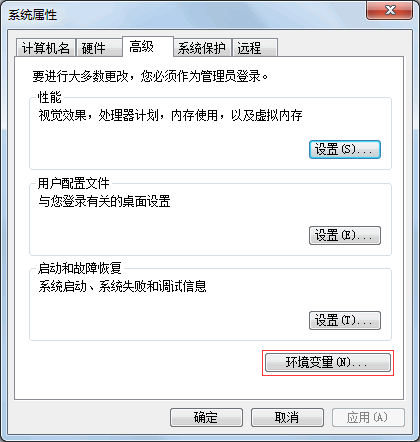 系统属性
计算机名 硬件 高级 系统保护 远程
要进行大多数更改，您必须作为管理员登录。
性能
视觉效果，处理器计划，内存使用，以及虚拟内存
设置(S)...
用户配置文件
与您登录有关的桌面设置
设置(E)...
启动和故障恢复
系统启动、系统失败和调试信息
设置(T)...
环境变量(N)...
确定 取消 应用(A)